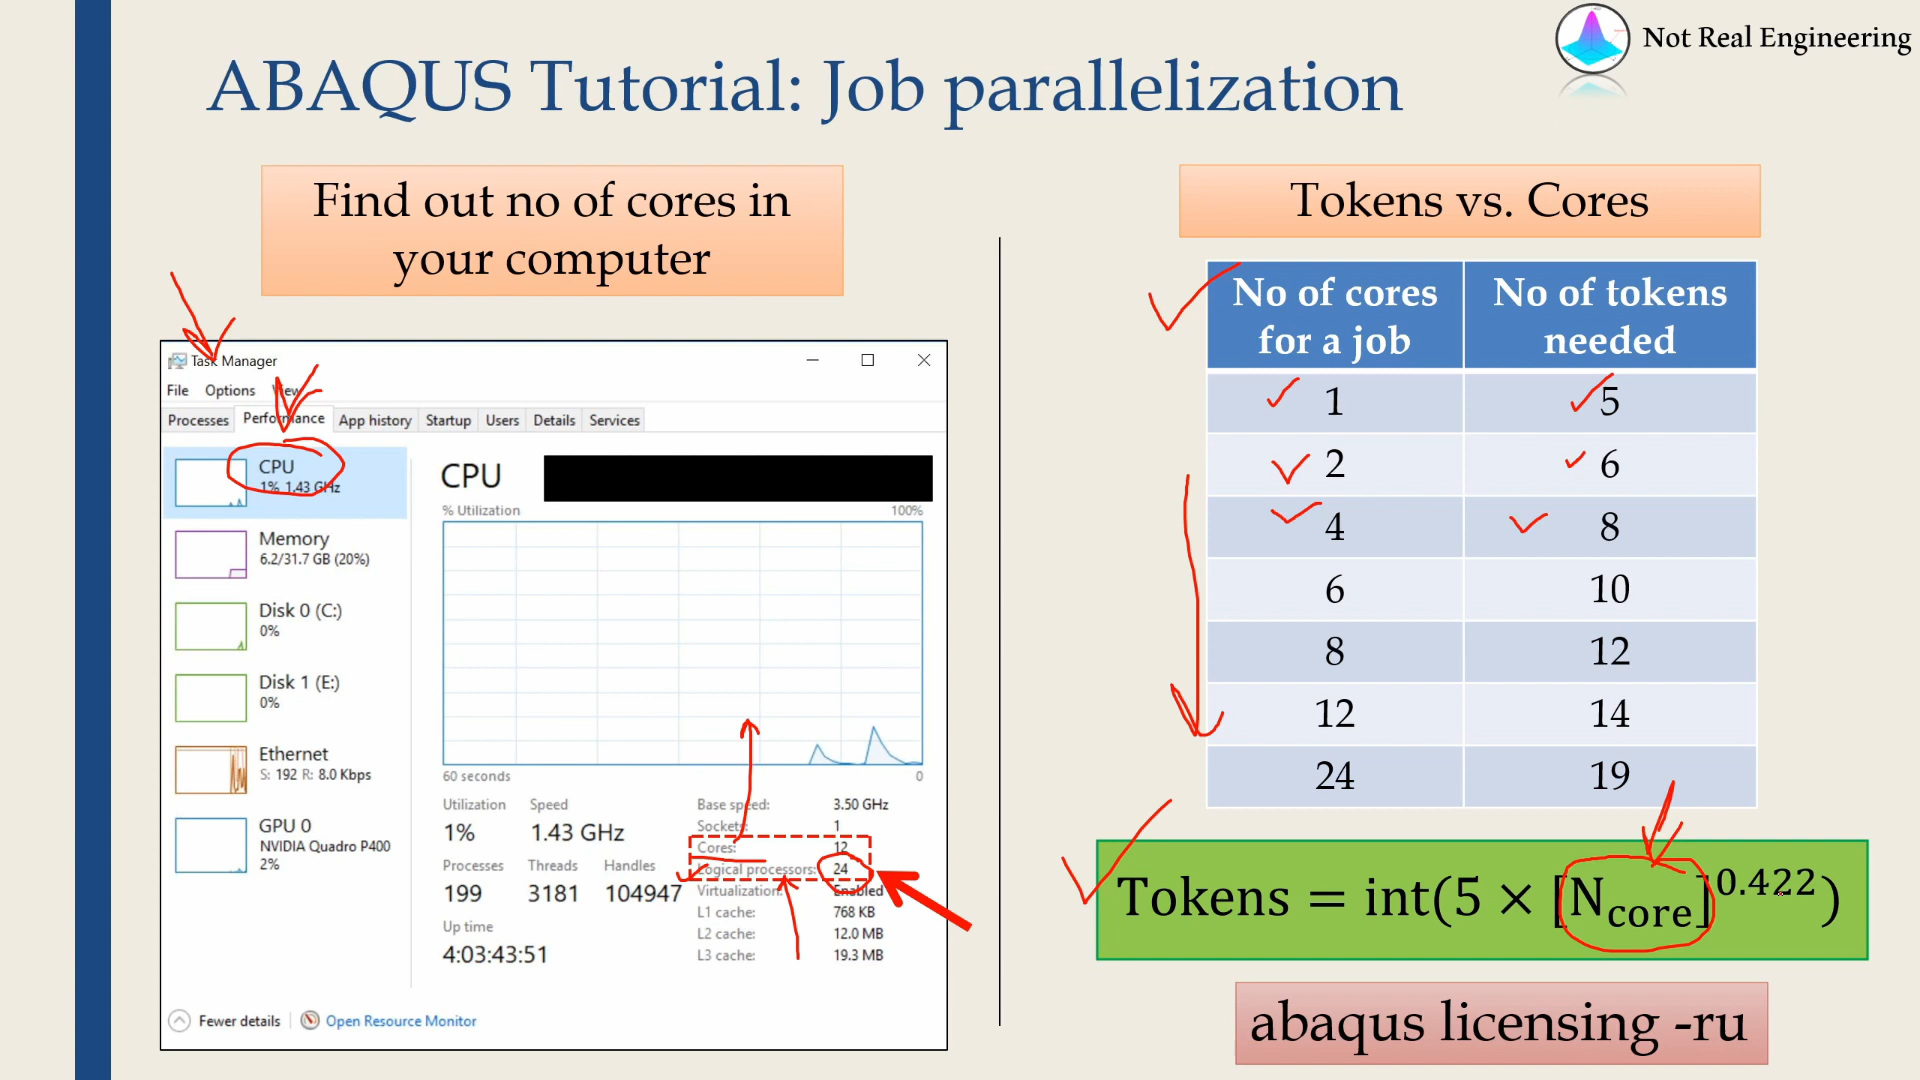 Not Real Engineering
ABAQUS Tutorial: Job parallelization
Find out no of cores in
your computer
Task Manager
File Options View
Processes Performance App history Startup Users Details Services
CPU
1% 1.43 GHz
Memory
6.2/31.7 GB (20%)
Disk 0 (C:)
0%
Disk 1 (E:)
0%
Ethernet
S: 192 R: 8.0 Kbps
GPU 0
NVIDIA Quadro P400
2%
CPU
% Utilization 100%
60 seconds 0
Utilization Speed
1% 1.43 GHz
Processes Threads Handles
199 3181 104947
Up time
4:03:43:51
Base speed: 3.50 GHz
Sockets: 1
Cores: 12
Logical processors: 24
Virtualization: Enabled
L1 cache: 768 KB
L2 cache: 12.0 MB
L3 cache: 19.3 MB
Fewer details Open Resource Monitor
Tokens vs. Cores
No of cores for a job No of tokens needed
1 5
2 6
4 8
6 10
8 12
12 14
24 19
Tokens = int(5 × [N_core]^0.422)
abaqus licensing -ru